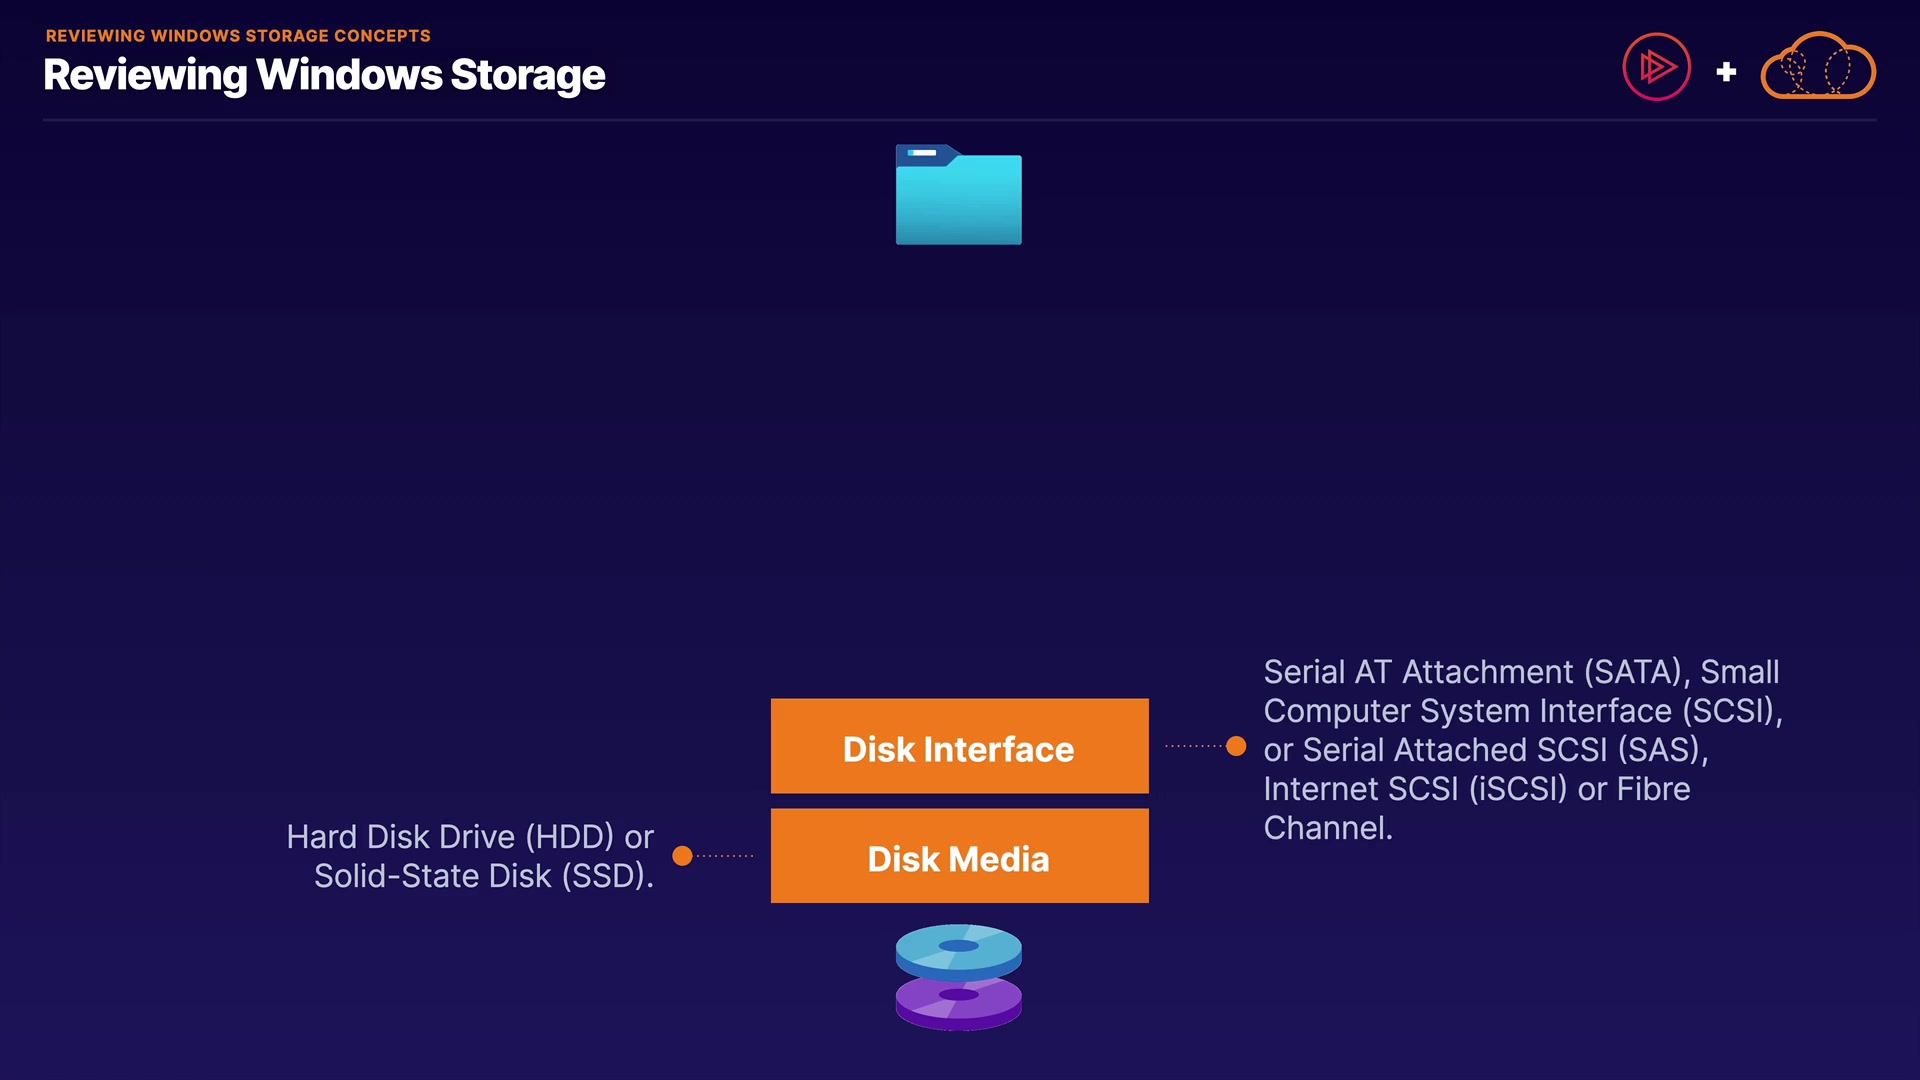 REVIEWING WINDOWS STORAGE CONCEPTS
Reviewing Windows Storage
Serial AT Attachment (SATA), Small
Computer System Interface (SCSI),
or Serial Attached SCSI (SAS),
Internet SCSI (iSCSI) or Fibre
Channel.
Disk Interface
Hard Disk Drive (HDD) or
Solid-State Disk (SSD).
Disk Media